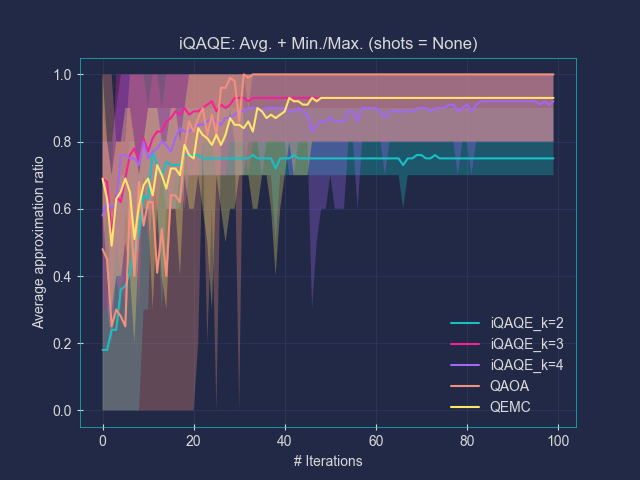 iQAQE: Avg. + Min./Max. (shots = None)
Average approximation ratio
1.0
0.8
0.6
0.4
0.2
0.0
iQAQE_k=2
iQAQE_k=3
iQAQE_k=4
QAOA
QEMC
0 20 40 60 80 100
# Iterations